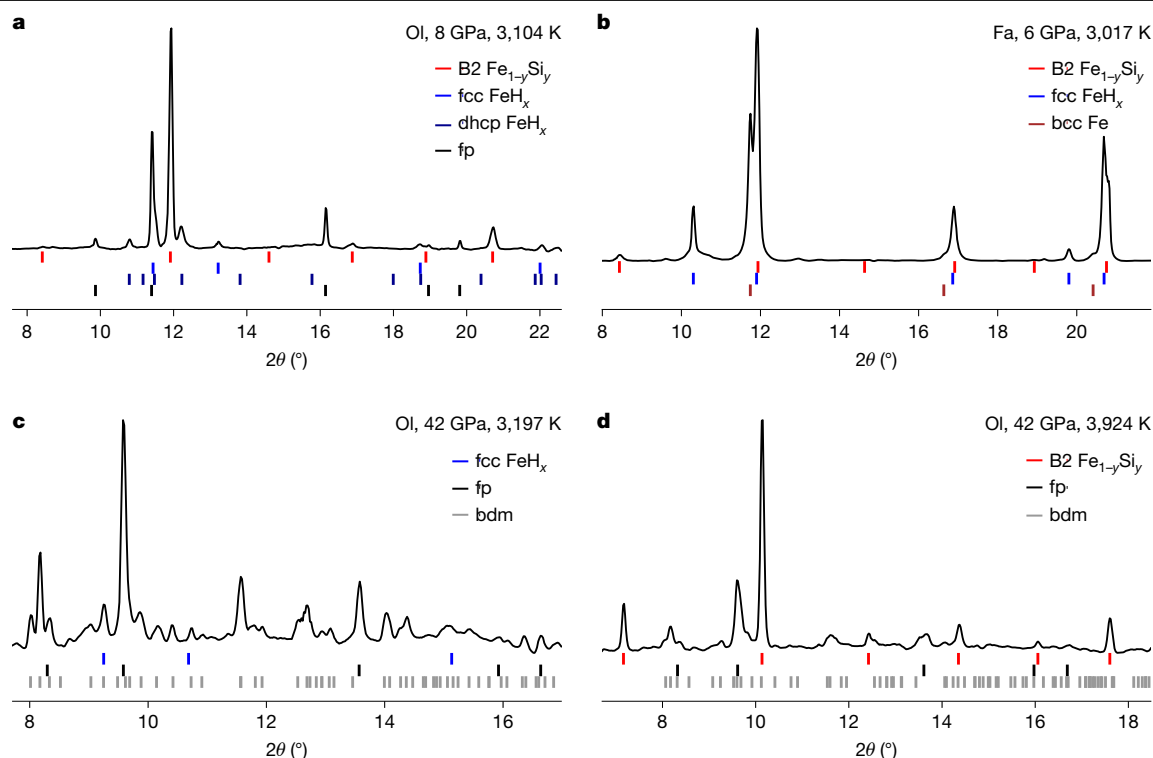 a
Ol, 8 GPa, 3,104 K
B2 Fe1–ySiy
fcc FeHx
dhcp FeHx
fp
8 10 12 14 16 18 20 22
2θ (°)
b
Fa, 6 GPa, 3,017 K
B2 Fe1–ySiy
fcc FeHx
bcc Fe
8 10 12 14 16 18 20
2θ (°)
c
Ol, 42 GPa, 3,197 K
fcc FeHx
fp
bdm
8 10 12 14 16
2θ (°)
d
Ol, 42 GPa, 3,924 K
B2 Fe1–ySiy
fp
bdm
8 10 12 14 16 18
2θ (°)